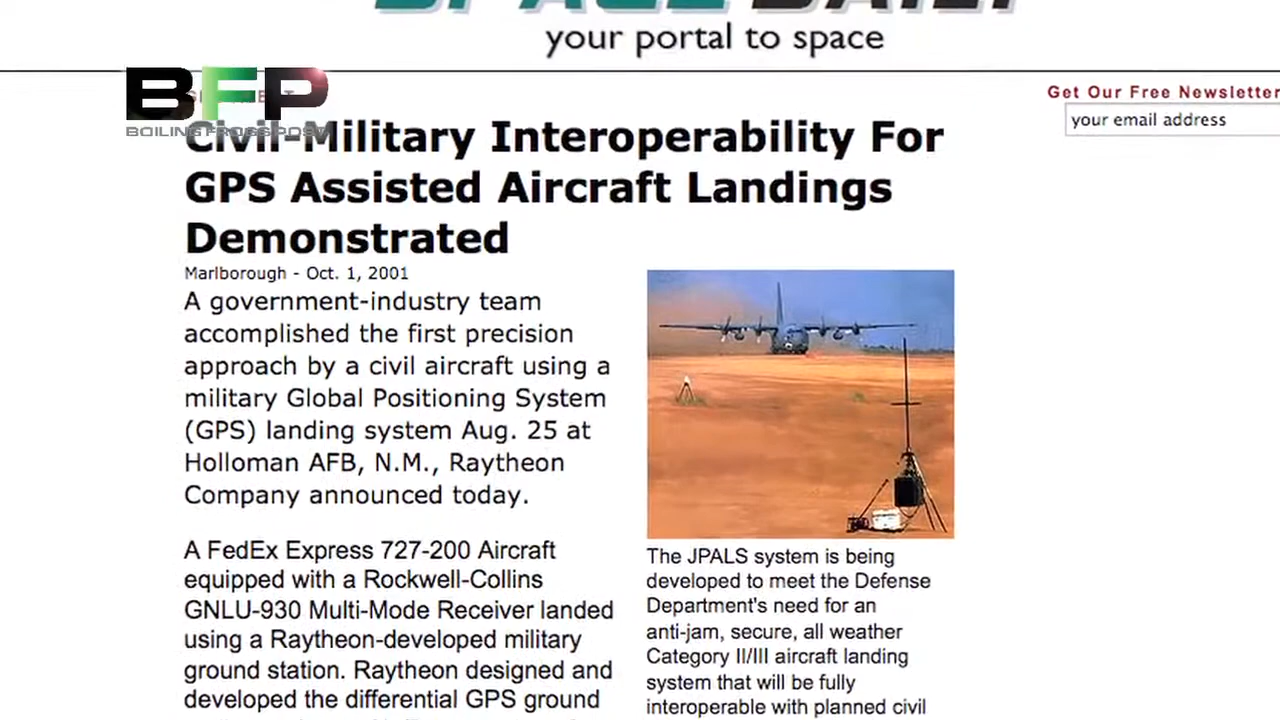 SPACE DAILY
your portal to space
BFP
BOILING FROGS POST
Get Our Free Newsletter
your email address
Civil-Military Interoperability For
GPS Assisted Aircraft Landings
Demonstrated
Marlborough - Oct. 1, 2001
A government-industry team
accomplished the first precision
approach by a civil aircraft using a
military Global Positioning System
(GPS) landing system Aug. 25 at
Holloman AFB, N.M., Raytheon
Company announced today.
A FedEx Express 727-200 Aircraft
equipped with a Rockwell-Collins
GNLU-930 Multi-Mode Receiver landed
using a Raytheon-developed military
ground station. Raytheon designed and
developed the differential GPS ground
The JPALS system is being
developed to meet the Defense
Department's need for an
anti-jam, secure, all weather
Category II/III aircraft landing
system that will be fully
interoperable with planned civil